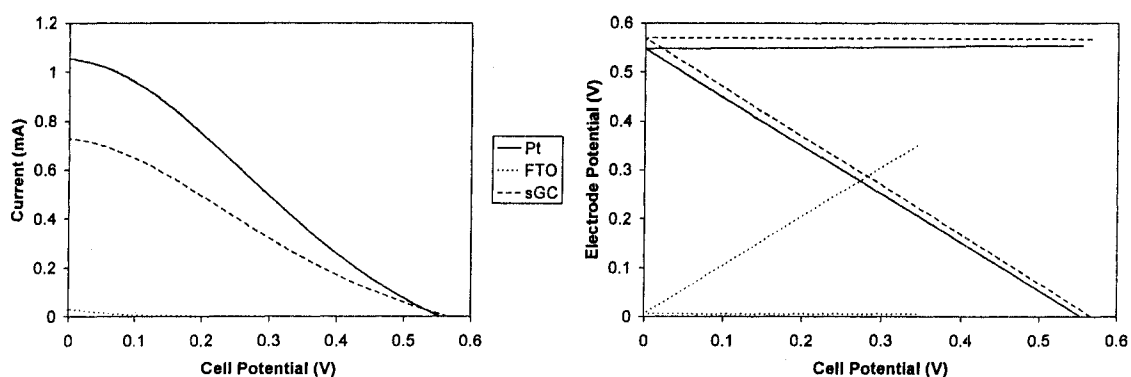 1.2
1
0.8
0.6
0.4
0.2
0
Current (mA)
0 0.1 0.2 0.3 0.4 0.5 0.6
Cell Potential (V)
Pt
FTO
sGC
0.6
0.5
0.4
0.3
0.2
0.1
0
Electrode Potential (V)
0 0.1 0.2 0.3 0.4 0.5 0.6
Cell Potential (V)